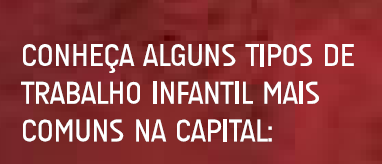 CONHEÇA ALGUNS TIPOS DE
TRABALHO INFANTIL MAIS
COMUNS NA CAPITAL: